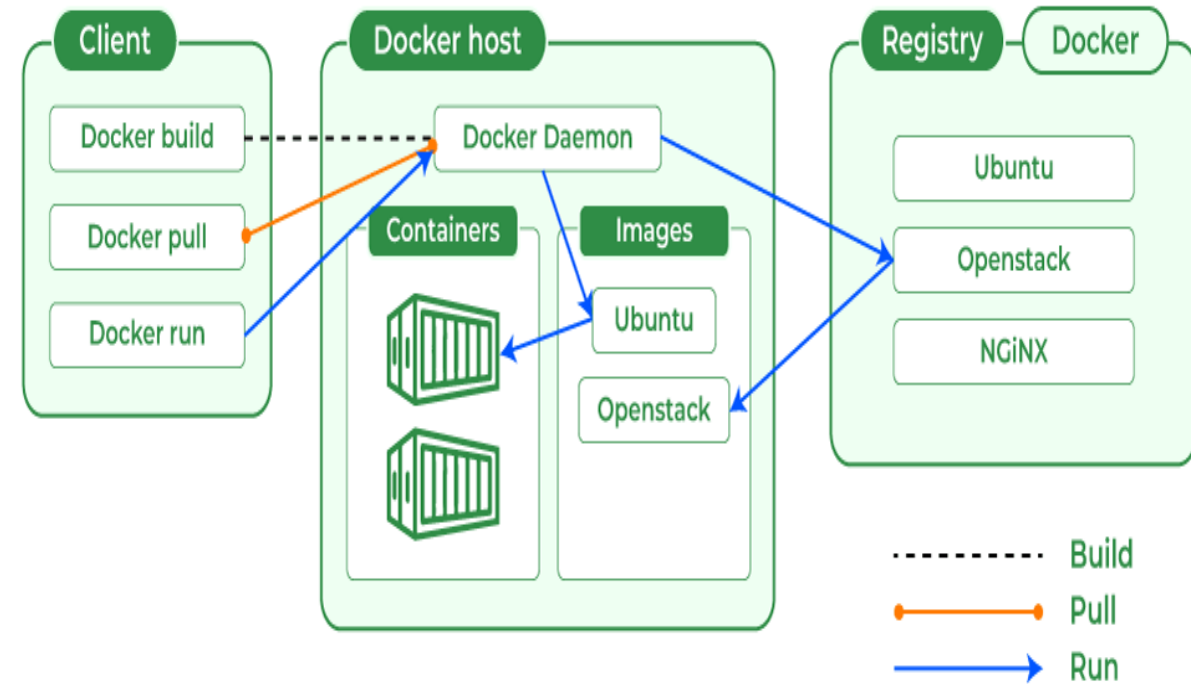 Client
Docker build
Docker pull
Docker run
Docker host
Docker Daemon
Containers
Images
Ubuntu
Openstack
Registry
Docker
Ubuntu
Openstack
NGiNX
Build
Pull
Run